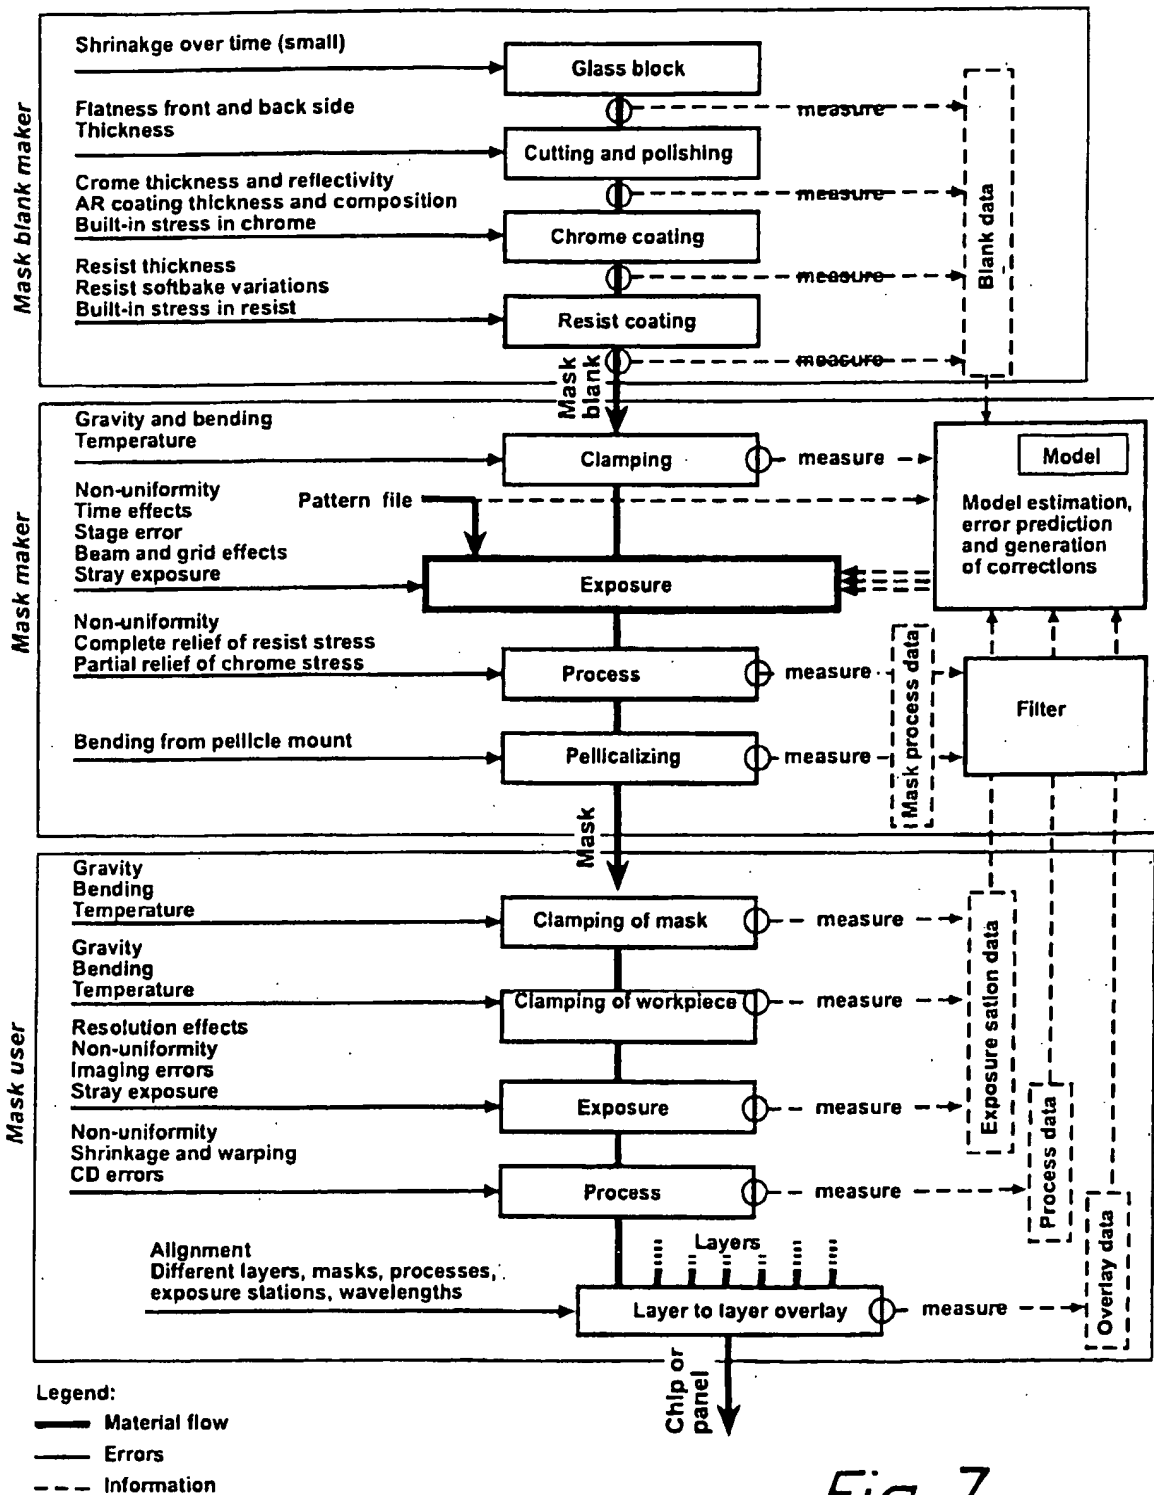 Mask blank maker
Shrinakge over time (small)
Glass block
measure
Flatness front and back side
Thickness
Cutting and polishing
measure
Crome thickness and reflectivity
AR coating thickness and composition
Built-in stress in chrome
Chrome coating
measure
Resist thickness
Resist softbake variations
Built-in stress in resist
Resist coating
measure
Blank data
Mask
blank
Mask maker
Gravity and bending
Temperature
Clamping
measure
Model
Model estimation,
error prediction
and generation
of corrections
Non-uniformity
Time effects
Stage error
Beam and grid effects
Stray exposure
Pattern file
Exposure
Non-uniformity
Complete relief of resist stress
Partial relief of chrome stress
Process
measure
Mask process data
Filter
Bending from pellicle mount
Pellicalizing
measure
Mask
Mask user
Gravity
Bending
Temperature
Clamping of mask
measure
Gravity
Bending
Temperature
Clamping of workpiece
measure
Exposure sation data
Resolution effects
Non-uniformity
Imaging errors
Stray exposure
Exposure
measure
Non-uniformity
Shrinkage and warping
CD errors
Process
measure
Process data
Alignment
Different layers, masks, processes,
exposure stations, wavelengths
Layers
Layer to layer overlay
measure
Overlay data
Chip or
panel
Legend:
Material flow
Errors
Information
Fig. 7